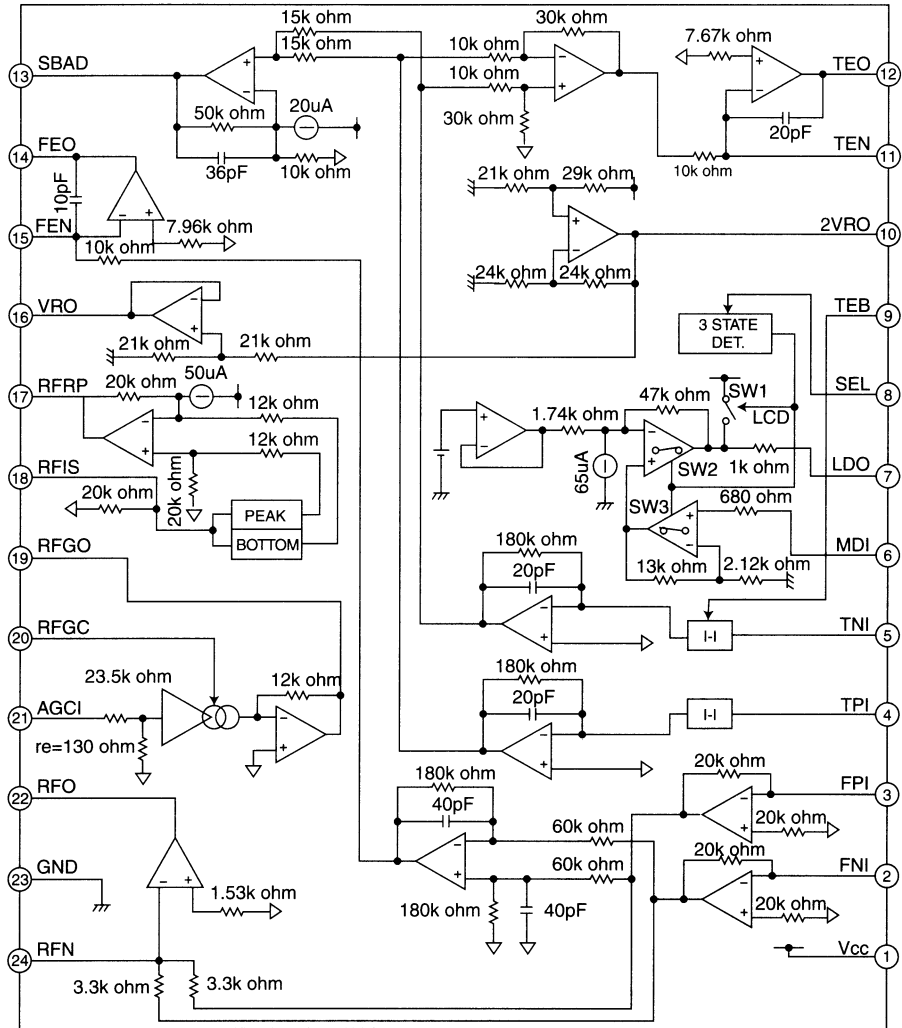 15k ohm
30k ohm
13 SBAD
15k ohm
10k ohm
7.67k ohm
TEO 12
+
-
50k ohm
20uA
10k ohm
-
+
30k ohm
+
-
20pF
14 FEO
36pF
10k ohm
10k ohm
TEN 11
10pF
- +
7.96k ohm
21k ohm
29k ohm
15 FEN
10k ohm
+
-
2VRO 10
24k ohm
24k ohm
16 VRO
-
+
21k ohm
21k ohm
3 STATE
DET.
TEB 9
50uA
17 RFRP
20k ohm
12k ohm
-
+
12k ohm
47k ohm
SW1
LCD
SEL 8
+
-
1.74k ohm
65uA
-
+
SW2
1k ohm
LDO 7
18 RFIS
20k ohm
20k ohm
PEAK
BOTTOM
SW3
+
-
680 ohm
MDI 6
13k ohm
2.12k ohm
19 RFGO
180k ohm
20pF
-
+
I-I
TNI 5
20 RFGC
23.5k ohm
12k ohm
180k ohm
20pF
21 AGCI
re=130 ohm
-
+
-
+
I-I
TPI 4
22 RFO
180k ohm
40pF
20k ohm
-
+
FPI 3
20k ohm
-
+
60k ohm
60k ohm
20k ohm
-
+
FNI 2
20k ohm
23 GND
- +
1.53k ohm
180k ohm
40pF
24 RFN
Vcc 1
3.3k ohm
3.3k ohm